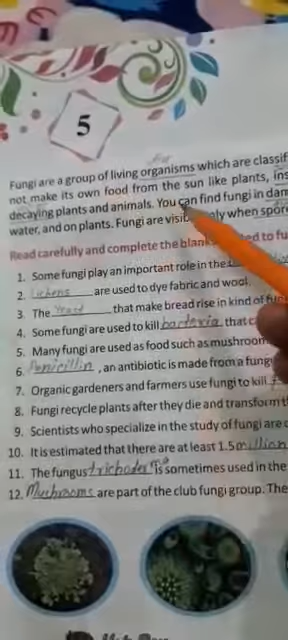 5
Fungi are a group of living organisms which are classif
not make its own food from the sun like plants, ins
decaying plants and animals. You can find fungi in dam
water, and on plants. Fungi are visib nly when spor
Read carefully and complete the blank ted to fu
1. Some fungi play an important role in the
2. Lichens are used to dye fabric and wool.
3. The Yeast that make bread rise in kind of fun
4. Some fungi are used to kill bacteria that c
5. Many fungi are used as food such as mushroom
6. Penicillin, an antibiotic is made from a fungu
7. Organic gardeners and farmers use fungi to kill
8. Fungi recycle plants after they die and transform t
9. Scientists who specialize in the study of fungi are c
10. It is estimated that there are at least 1.5 million
11. The fungus trichoderma is sometimes used in the
12. Mushrooms are part of the club fungi group. The